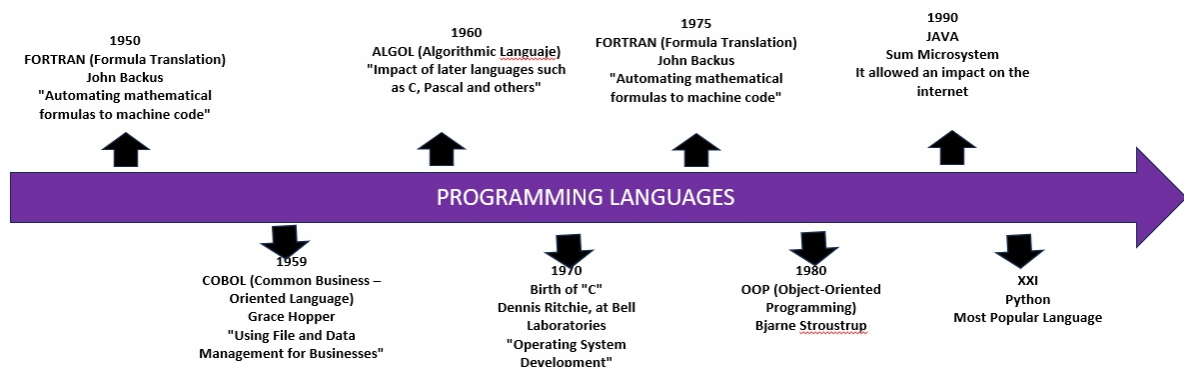 1950
FORTRAN (Formula Translation)
John Backus
"Automating mathematical
formulas to machine code"
1960
ALGOL (Algorithmic Languaje)
"Impact of later languages such
as C, Pascal and others"
1975
FORTRAN (Formula Translation)
John Backus
"Automating mathematical
formulas to machine code"
1990
JAVA
Sum Microsystem
It allowed an impact on the
internet
PROGRAMMING LANGUAGES
1959
COBOL (Common Business –
Oriented Language)
Grace Hopper
"Using File and Data
Management for Businesses"
1970
Birth of "C"
Dennis Ritchie, at Bell
Laboratories
"Operating System
Development"
1980
OOP (Object-Oriented
Programming)
Bjarne Stroustrup
XXI
Python
Most Popular Language